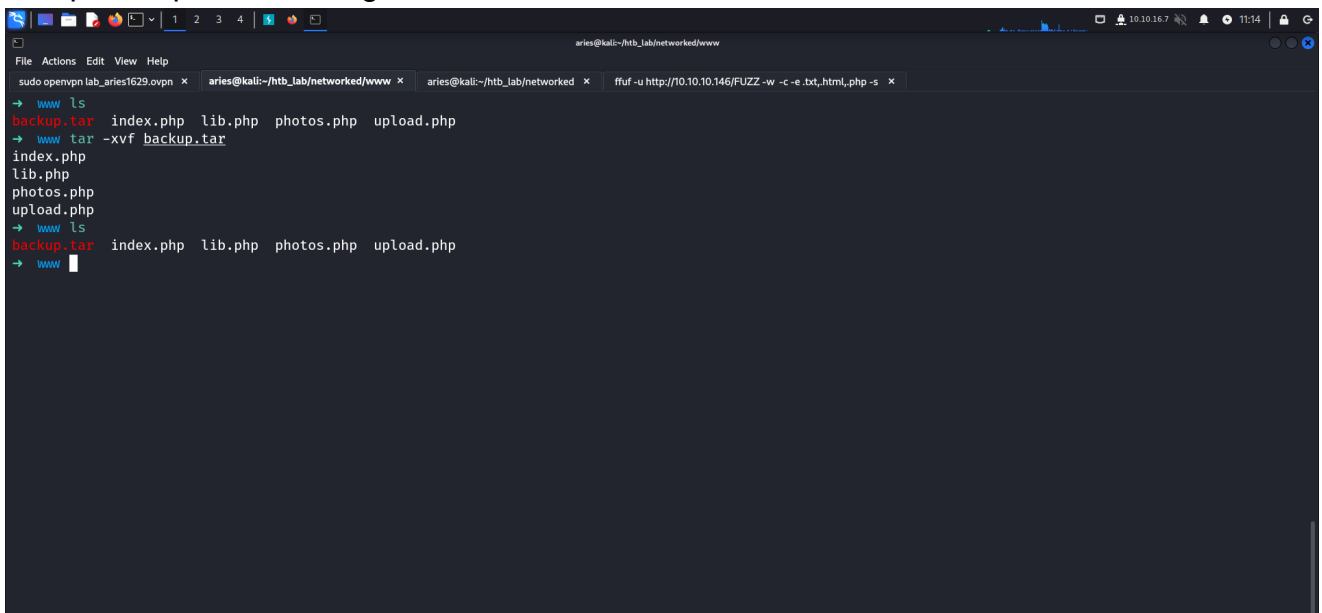 1 2 3 4 10.10.16.7 11:14
aries@kali:~/htb_lab/networked/www
File Actions Edit View Help
sudo openvpn lab_aries1629.ovpn × aries@kali:~/htb_lab/networked/www × aries@kali:~/htb_lab/networked × ffuf -u http://10.10.10.146/FUZZ -w -c -e .txt,.html,.php -s ×
→ www ls
backup.tar index.php lib.php photos.php upload.php
→ www tar -xvf backup.tar
index.php
lib.php
photos.php
upload.php
→ www ls
backup.tar index.php lib.php photos.php upload.php
→ www